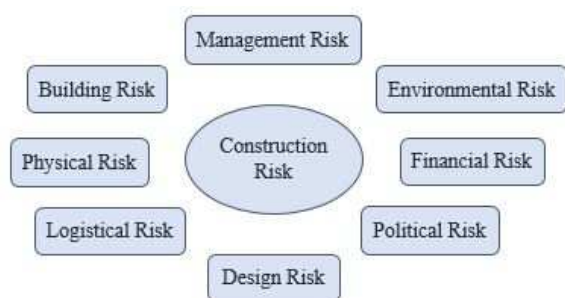 Management Risk
Building Risk
Environmental Risk
Construction
Risk
Physical Risk
Financial Risk
Logistical Risk
Political Risk
Design Risk